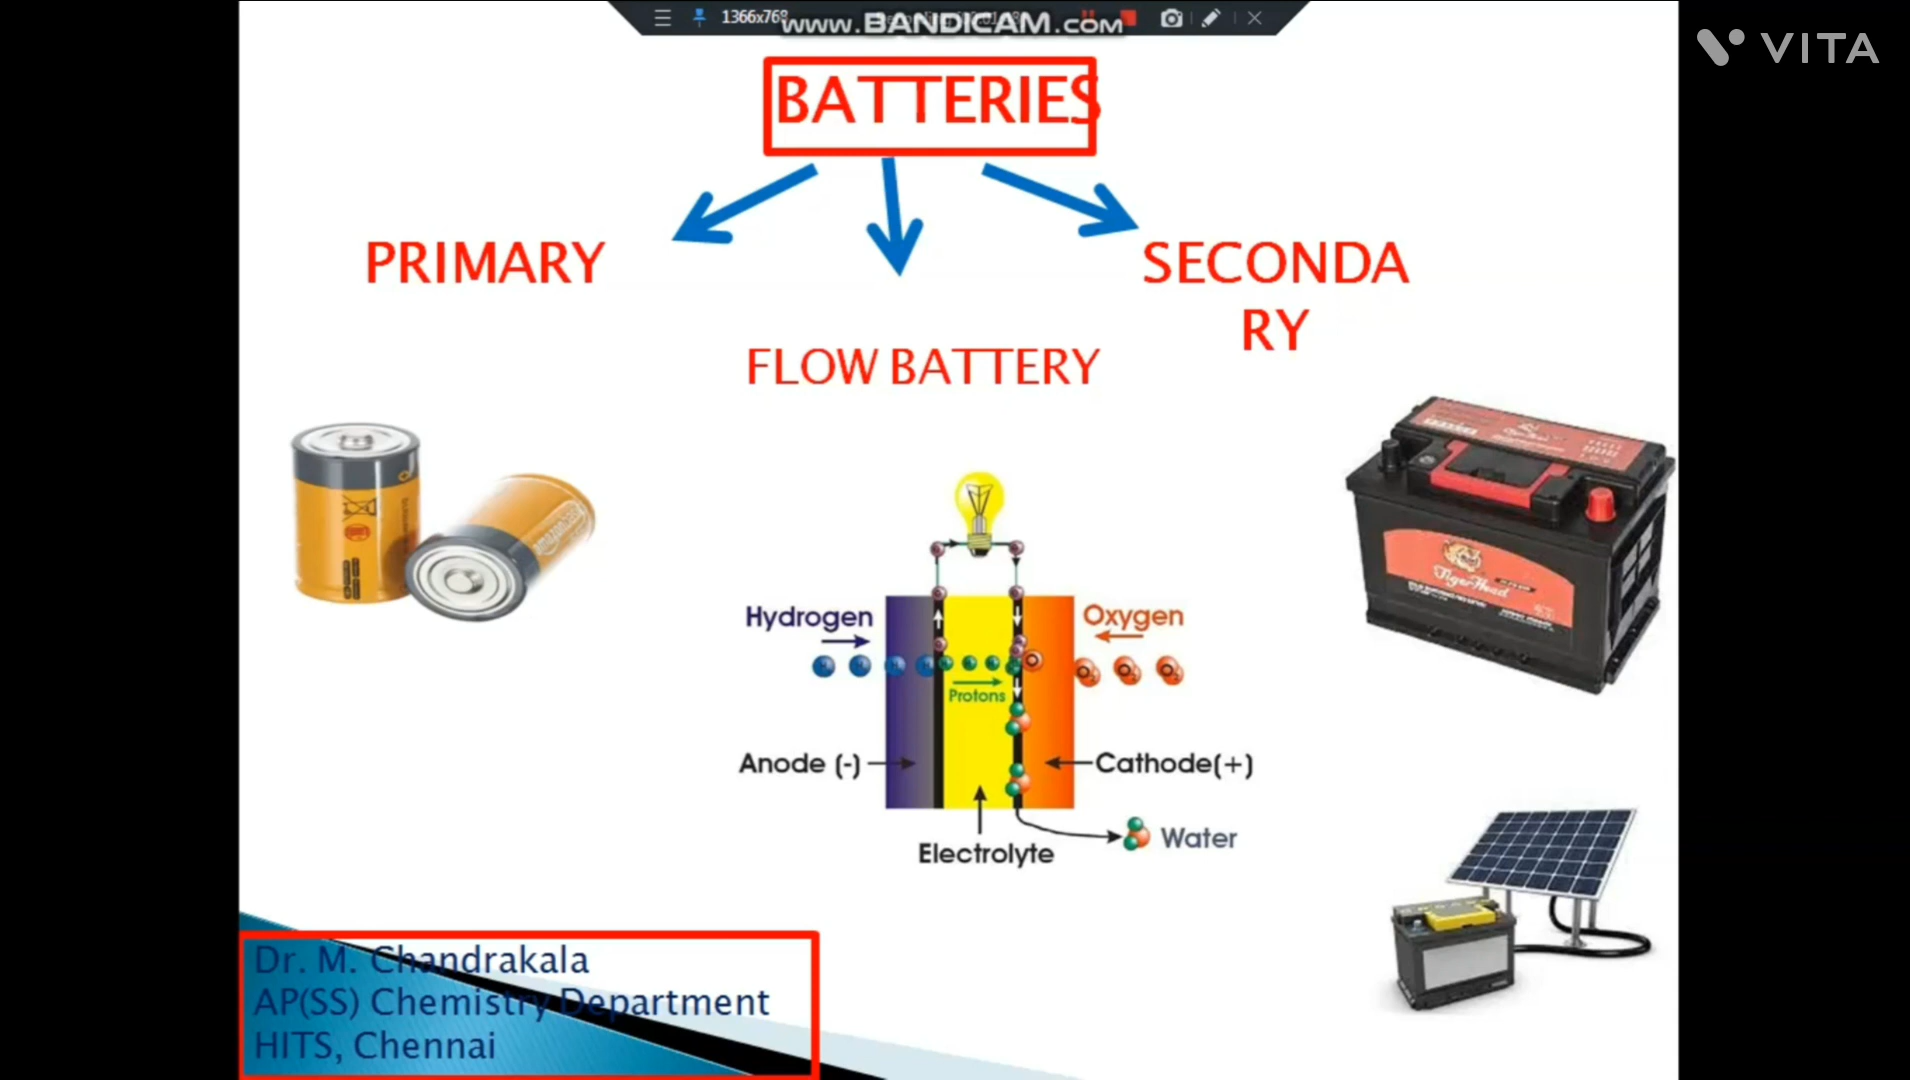 1366x768
www.BANDICAM.com
VITA
BATTERIES
PRIMARY
SECONDA
RY
FLOW BATTERY
Hydrogen
Oxygen
Protons
Anode (-)
Cathode(+)
Electrolyte
Water
TigerHead
Dr. M. Chandrakala
AP(SS) Chemistry Department
HITS, Chennai